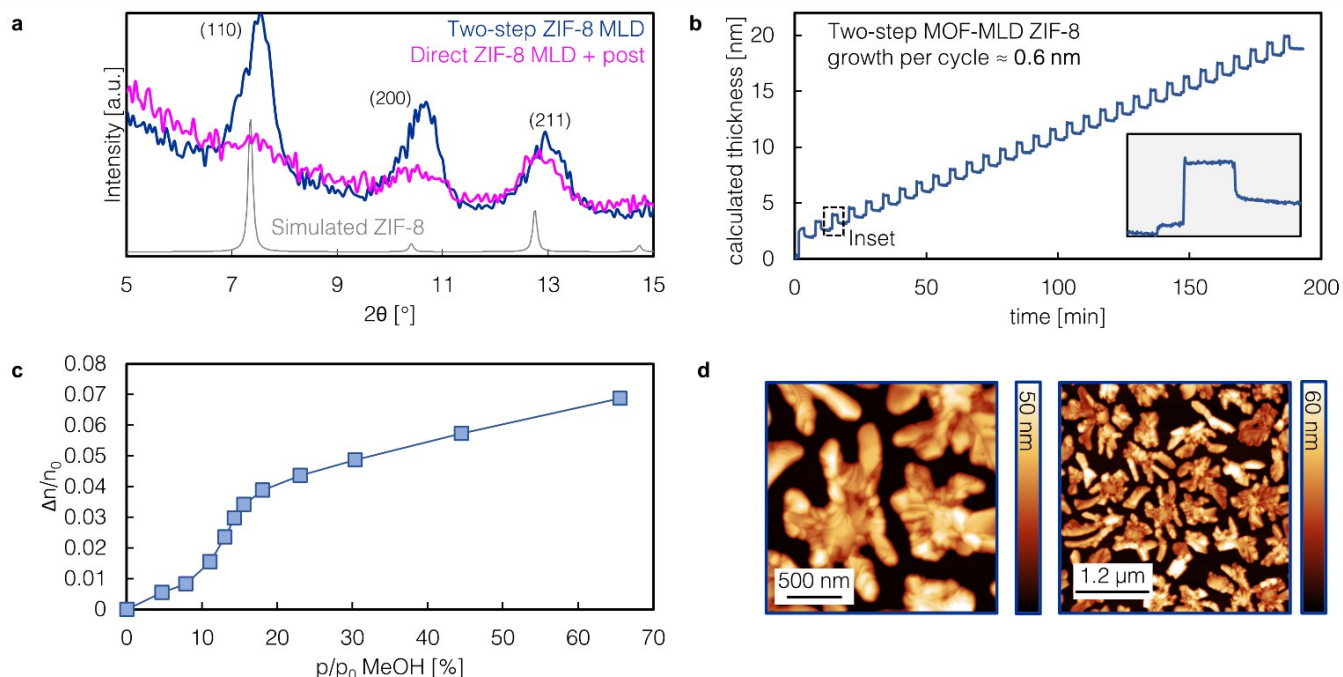 a
(110)
Two-step ZIF-8 MLD
Direct ZIF-8 MLD + post
(200)
(211)
Simulated ZIF-8
Intensity [a.u.]
5 7 9 11 13 15
2θ [°]
b
Two-step MOF-MLD ZIF-8
growth per cycle ≈ 0.6 nm
calculated thickness [nm]
20
15
10
5
0
Inset
0 50 100 150 200
time [min]
c
Δn/n₀
0.08
0.07
0.06
0.05
0.04
0.03
0.02
0.01
0
0 10 20 30 40 50 60 70
p/p₀ MeOH [%]
d
500 nm
50 nm
1.2 μm
60 nm